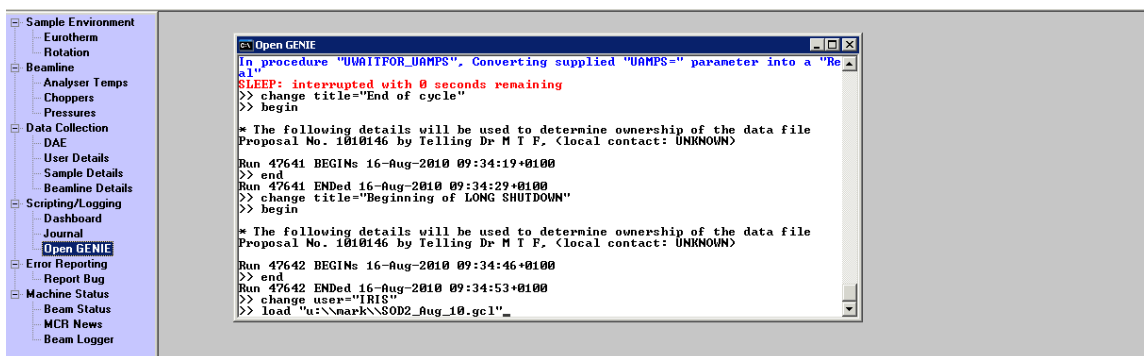 Sample Environment
Eurotherm
Rotation
Beamline
Analyser Temps
Choppers
Pressures
Data Collection
DAE
User Details
Sample Details
Beamline Details
Scripting/Logging
Dashboard
Journal
Open GENIE
Error Reporting
Report Bug
Machine Status
Beam Status
MCR News
Beam Logger
Open GENIE
In procedure "UWAITFOR_UAMPS", Converting supplied "UAMPS=" parameter into a "Re
al"
SLEEP: interrupted with 0 seconds remaining
>> change title="End of cycle"
>> begin
* The following details will be used to determine ownership of the data file
Proposal No. 1010146 by Telling Dr M T F, (local contact: UNKNOWN)
Run 47641 BEGINs 16-Aug-2010 09:34:19+0100
>> end
Run 47641 ENDed 16-Aug-2010 09:34:29+0100
>> change title="Beginning of LONG SHUTDOWN"
>> begin
* The following details will be used to determine ownership of the data file
Proposal No. 1010146 by Telling Dr M T F, (local contact: UNKNOWN)
Run 47642 BEGINs 16-Aug-2010 09:34:46+0100
>> end
Run 47642 ENDed 16-Aug-2010 09:34:53+0100
>> change user="IRIS"
>> load "u:\\mark\\SOD2_Aug_10.gcl"_